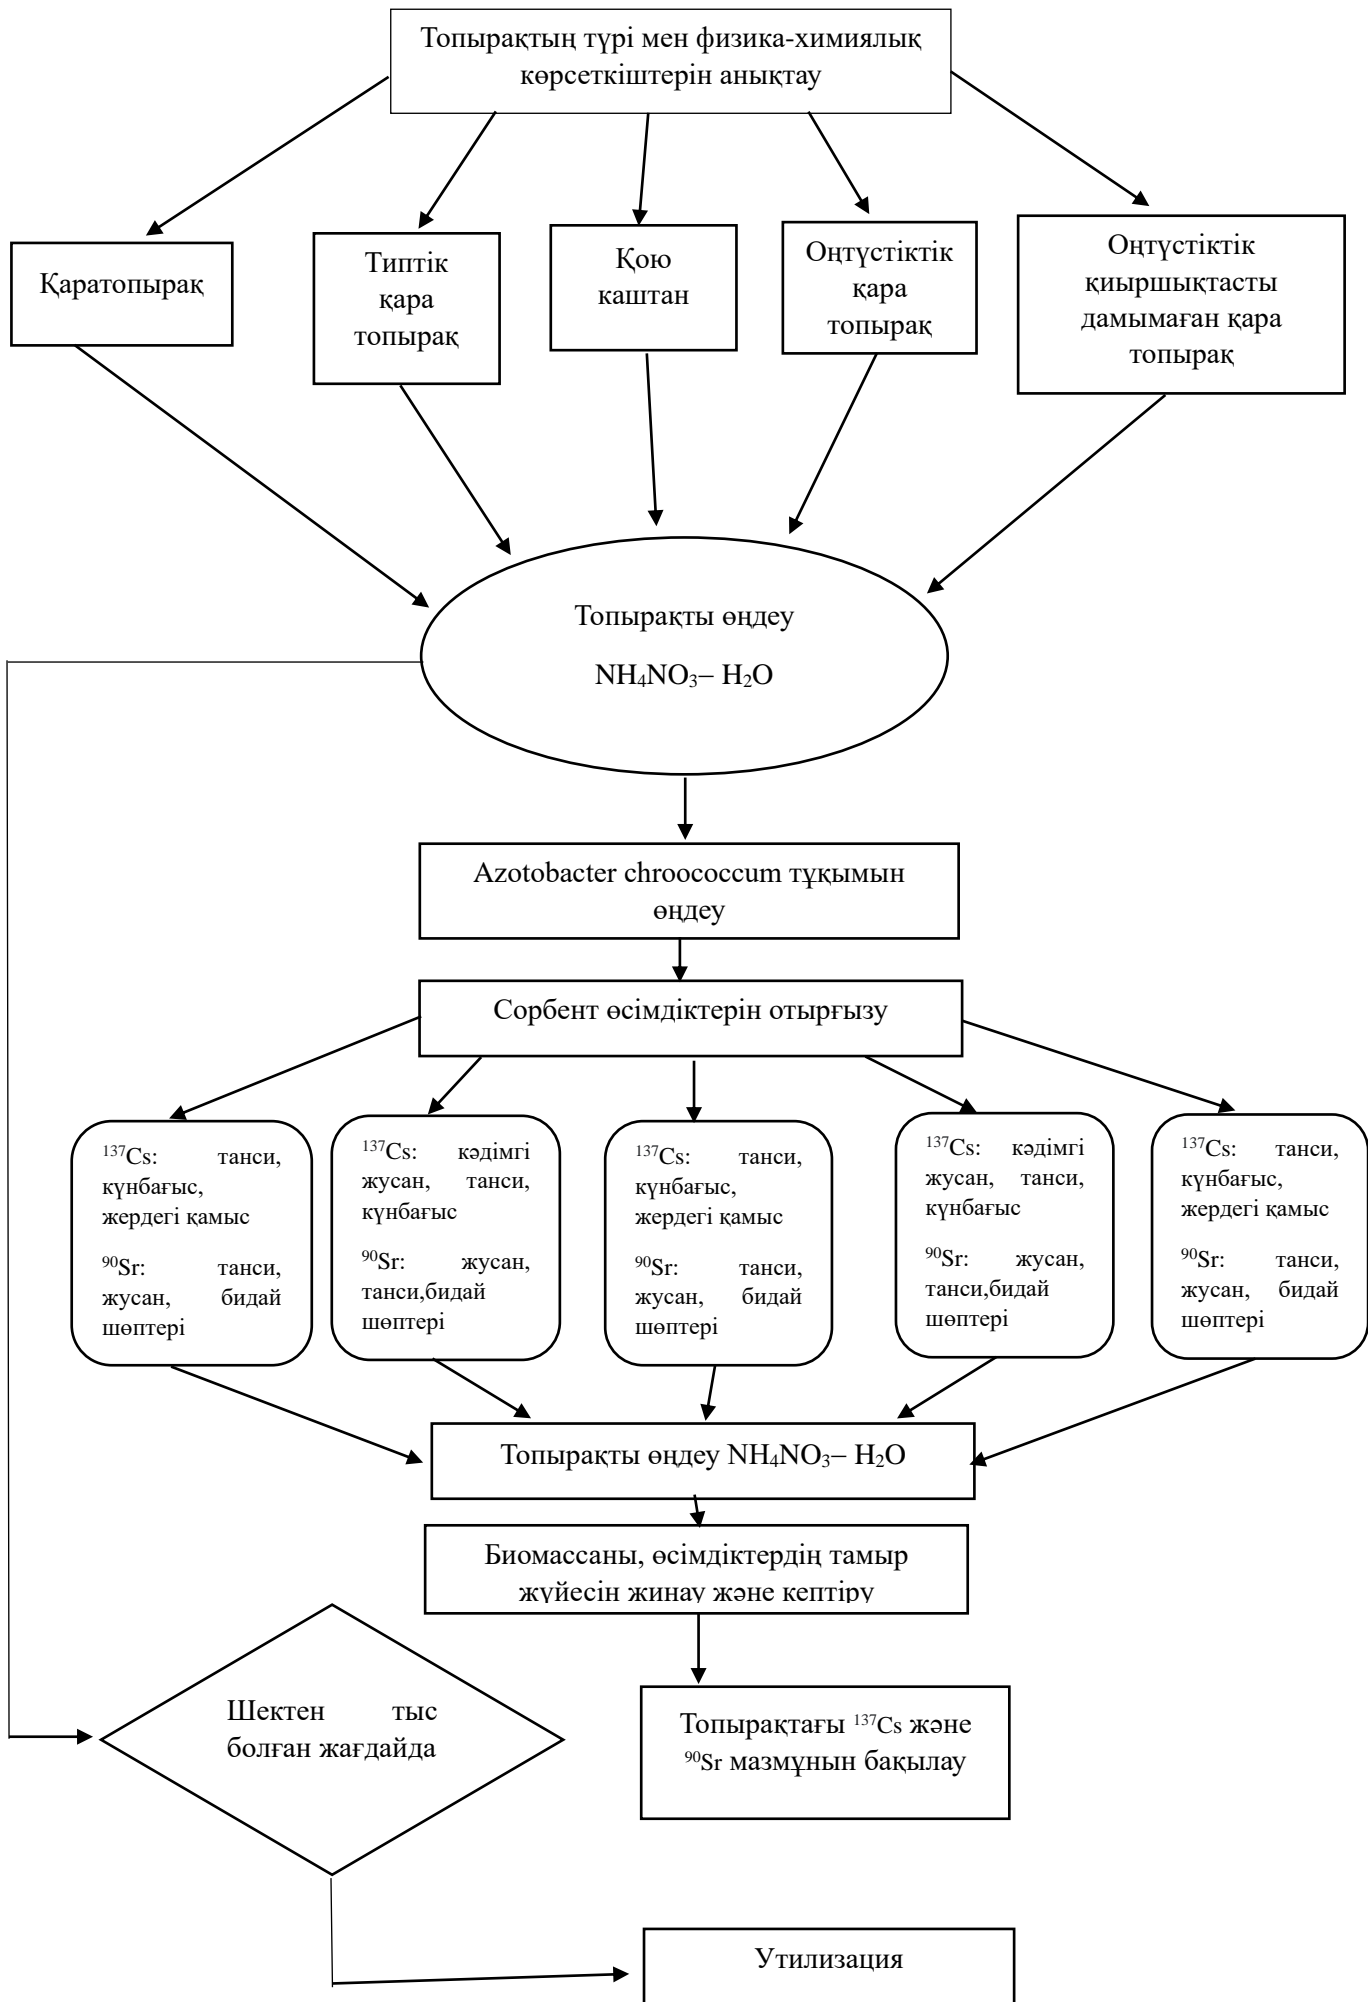 Топырақтың түрі мен физика-химиялық
көрсеткіштерін анықтау
Қаратопырақ
Типтік
қара
топырақ
Қою
каштан
Оңтүстіктік
қара
топырақ
Оңтүстіктік
қиыршықтасты
дамымаған қара
топырақ
Топырақты өңдеу
NH₄NO₃– H₂O
Azotobacter chroococcum тұқымын
өңдеу
Сорбент өсімдіктерін отырғызу
¹³⁷Cs: танси,
күнбағыс,
жердегі қамыс
⁹⁰Sr: танси,
жусан, бидай
шөптері
¹³⁷Cs: кәдімгі
жусан, танси,
күнбағыс
⁹⁰Sr: жусан,
танси,бидай
шөптері
¹³⁷Cs: танси,
күнбағыс,
жердегі қамыс
⁹⁰Sr: танси,
жусан, бидай
шөптері
¹³⁷Cs: кәдімгі
жусан, танси,
күнбағыс
⁹⁰Sr: жусан,
танси,бидай
шөптері
¹³⁷Cs: танси,
күнбағыс,
жердегі қамыс
⁹⁰Sr: танси,
жусан, бидай
шөптері
Топырақты өңдеу NH₄NO₃– H₂O
Биомассаны, өсімдіктердің тамыр
жүйесін жинау және кептіру
Шектен тыс
болған жағдайда
Топырақтағы ¹³⁷Cs және
⁹⁰Sr мазмұнын бақылау
Утилизация